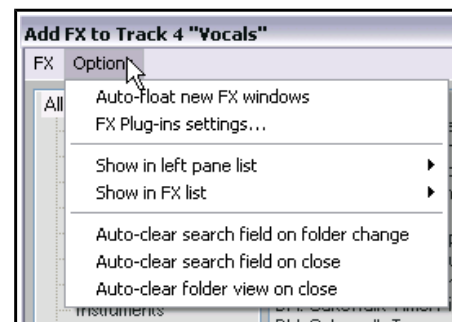 Add FX to Track 4 "Vocals"
FX Option
All
Auto-float new FX windows
FX Plug-ins settings...
Show in left pane list
Show in FX list
Auto-clear search field on folder change
Auto-clear search field on close
Auto-clear folder view on close
Instruments